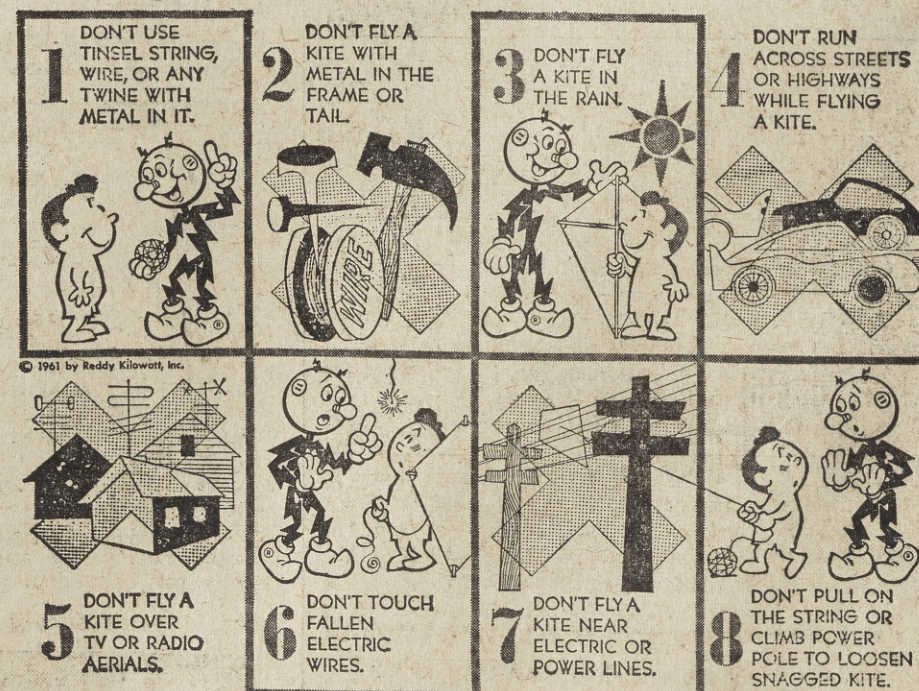 1
DON'T USE
TINSEL STRING,
WIRE, OR ANY
TWINE WITH
METAL IN IT.
2
DON'T FLY A
KITE WITH
METAL IN THE
FRAME OR
TAIL.
WIRE
3
DON'T FLY
A KITE IN
THE RAIN.
4
DON'T RUN
ACROSS STREETS
OR HIGHWAYS
WHILE FLYING
A KITE.
© 1961 by Reddy Kilowatt, Inc.
5
DON'T FLY A
KITE OVER
TV OR RADIO
AERIALS.
6
DON'T TOUCH
FALLEN
ELECTRIC
WIRES.
7
DON'T FLY A
KITE NEAR
ELECTRIC OR
POWER LINES.
8
DON'T PULL ON
THE STRING OR
CLIMB POWER
POLE TO LOOSEN
SNAGGED KITE.